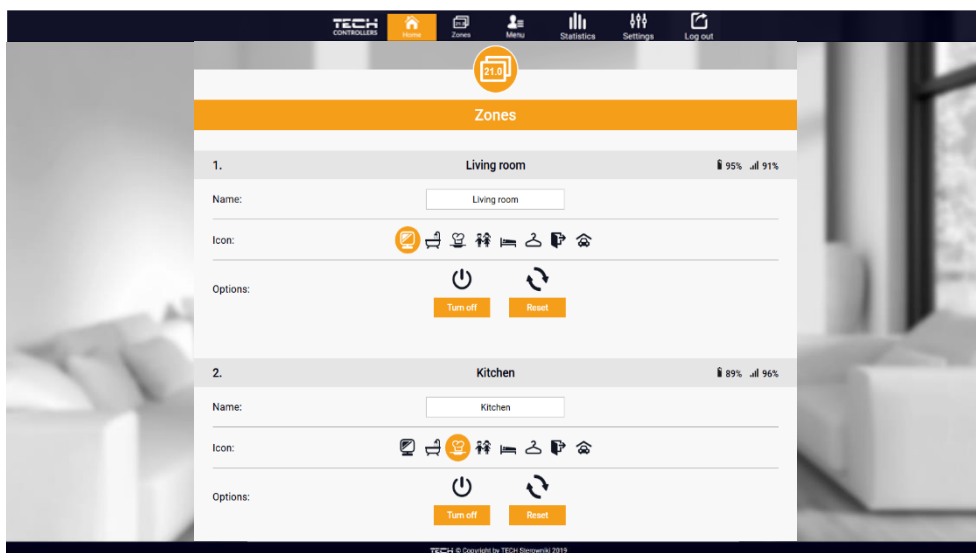 TECH CONTROLLERS
Home Zones Menu Statistics Settings Log out
21.0
Zones
1. Living room 95% 91%
Name: Living room
Icon:
Options:
Turn off Reset
2. Kitchen 89% 96%
Name: Kitchen
Icon:
Options:
Turn off Reset
TECH © Copyright by TECH Sterowniki 2019